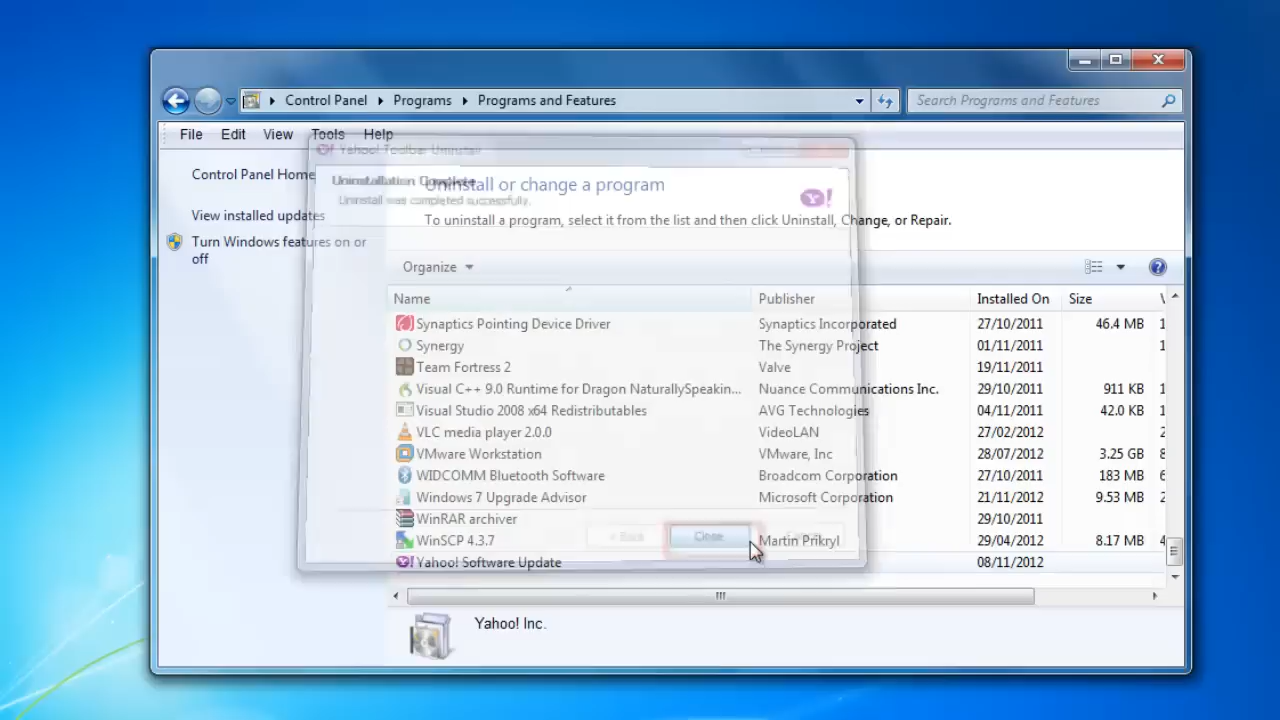 Control Panel Programs Programs and Features
Search Programs and Features
File Edit View Tools Help
Yahoo! Toolbar Uninstall
Control Panel Home
View installed updates
Turn Windows features on or
off
Uninstallation Complete
Uninstall was completed successfully.
Uninstall or change a program
To uninstall a program, select it from the list and then click Uninstall, Change, or Repair.
Organize
Name Publisher Installed On Size
Synaptics Pointing Device Driver Synaptics Incorporated 27/10/2011 46.4 MB
Synergy The Synergy Project 01/11/2011
Team Fortress 2 Valve 19/11/2011
Visual C++ 9.0 Runtime for Dragon NaturallySpeakin... Nuance Communications Inc. 29/10/2011 911 KB
Visual Studio 2008 x64 Redistributables AVG Technologies 04/11/2011 42.0 KB
VLC media player 2.0.0 VideoLAN 27/02/2012
VMware Workstation VMware, Inc 28/07/2012 3.25 GB
WIDCOMM Bluetooth Software Broadcom Corporation 27/10/2011 183 MB
Windows 7 Upgrade Advisor Microsoft Corporation 21/11/2012 9.53 MB
WinRAR archiver 29/10/2011
WinSCP 4.3.7 Martin Prikryl 29/04/2012 8.17 MB
< Back Close
Yahoo! Software Update 08/11/2012
Yahoo! Inc.